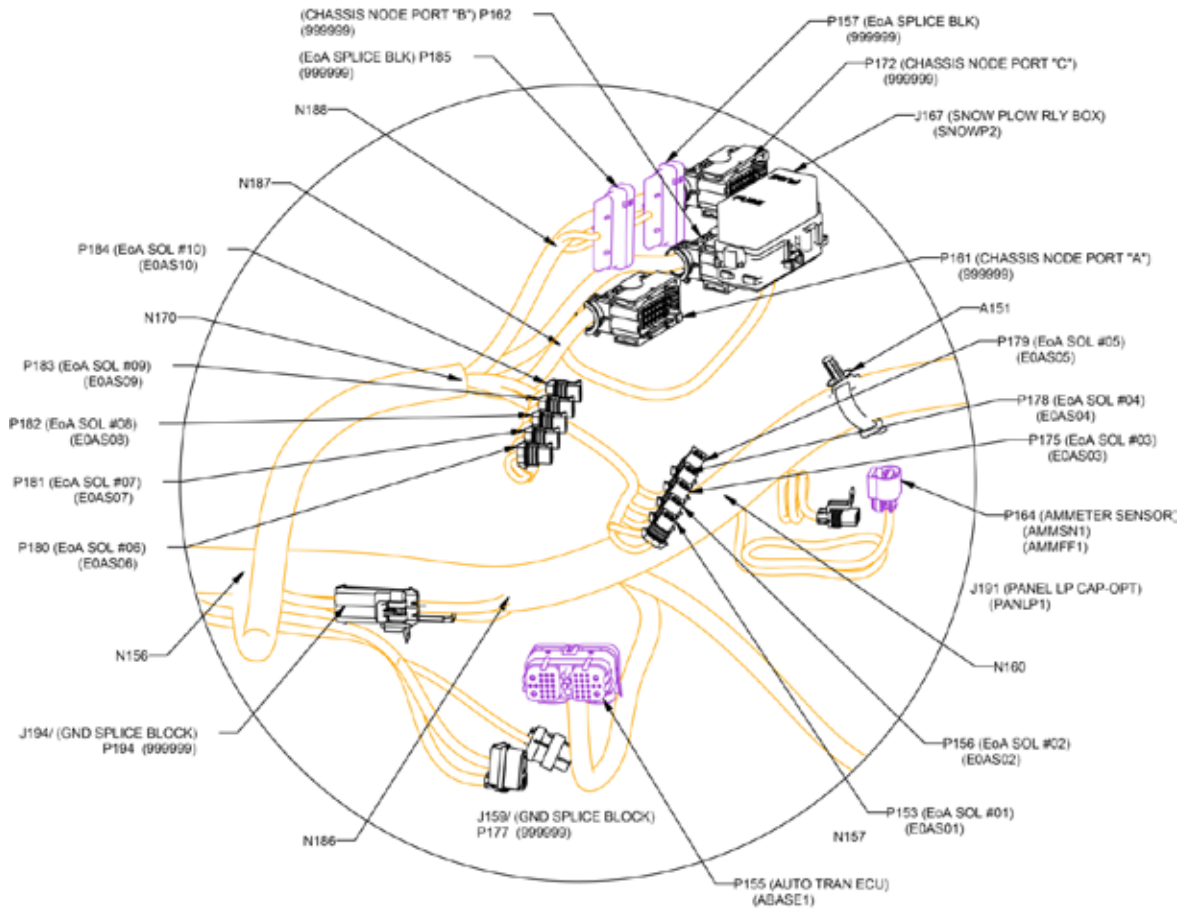 (CHASSIS NODE PORT "B") P162
(999999)
(EoA SPLICE BLK) P185
(999999)
N188
N187
P184 (EoA SOL #10)
(E0AS10)
N170
P183 (EoA SOL #09)
(E0AS09)
P182 (EoA SOL #08)
(E0AS08)
P181 (EoA SOL #07)
(E0AS07)
P180 (EoA SOL #06)
(E0AS06)
N156
J194/ (GND SPLICE BLOCK)
P194 (999999)
N186
J159/ (GND SPLICE BLOCK)
P177 (999999)
P157 (EoA SPLICE BLK)
(999999)
P172 (CHASSIS NODE PORT "C")
(999999)
J167 (SNOW PLOW RLY BOX)
(SNOWP2)
FUSE
P161 (CHASSIS NODE PORT "A")
(999999)
A151
P179 (EoA SOL #05)
(E0AS05)
P178 (EoA SOL #04)
(E0AS04)
P175 (EoA SOL #03)
(E0AS03)
P164 (AMMETER SENSOR)
(AMMSN1)
(AMMFF1)
J191 (PANEL LP CAP-OPT)
(PANLP1)
N160
P156 (EoA SOL #02)
(E0AS02)
P153 (EoA SOL #01)
(E0AS01)
N157
P155 (AUTO TRAN ECU)
(ABASE1)